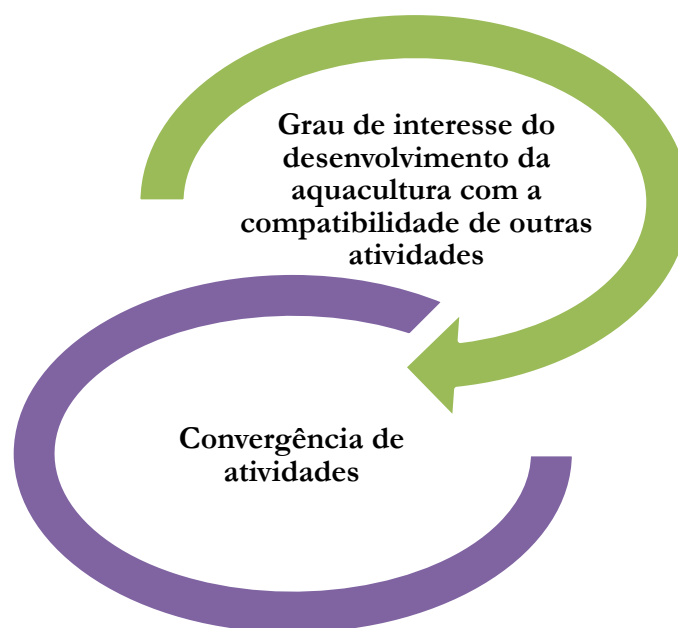 Grau de interesse do
desenvolvimento da
aquacultura com a
compatibilidade de outras
atividades
Convergência de
atividades